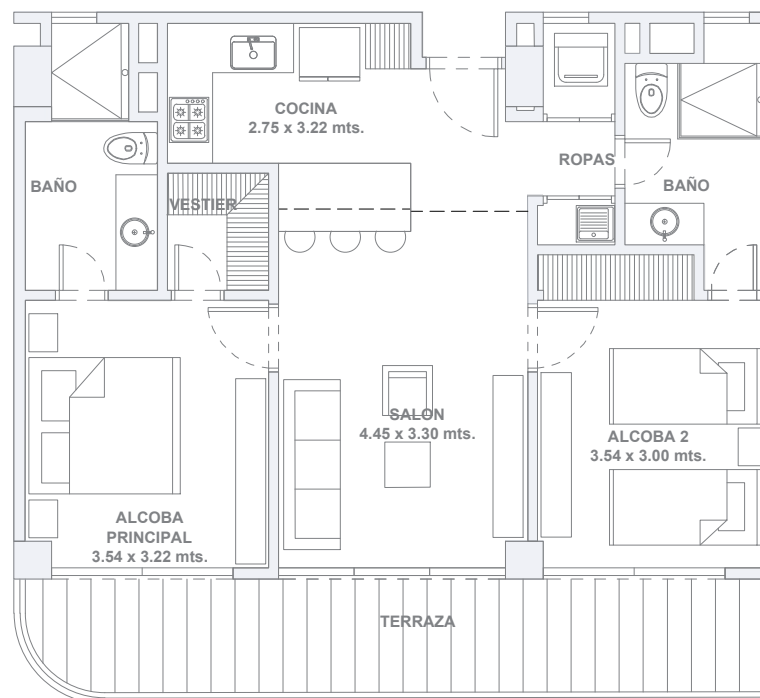 COCINA
2.75 x 3.22 mts.
ROPAS
BAÑO
BAÑO
VESTIER
SALON
4.45 x 3.30 mts.
ALCOBA 2
3.54 x 3.00 mts.
ALCOBA
PRINCIPAL
3.54 x 3.22 mts.
TERRAZA